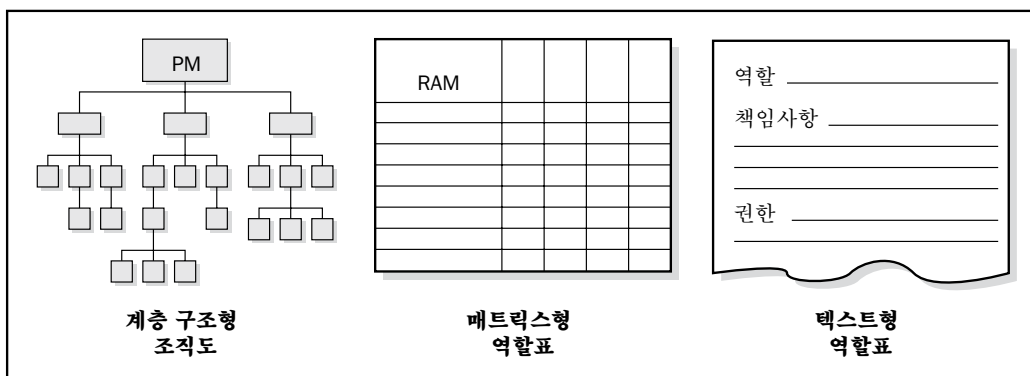 PM
계층 구조형
조직도
RAM
매트릭스형
역할표
역할
책임사항
권한
텍스트형
역할표